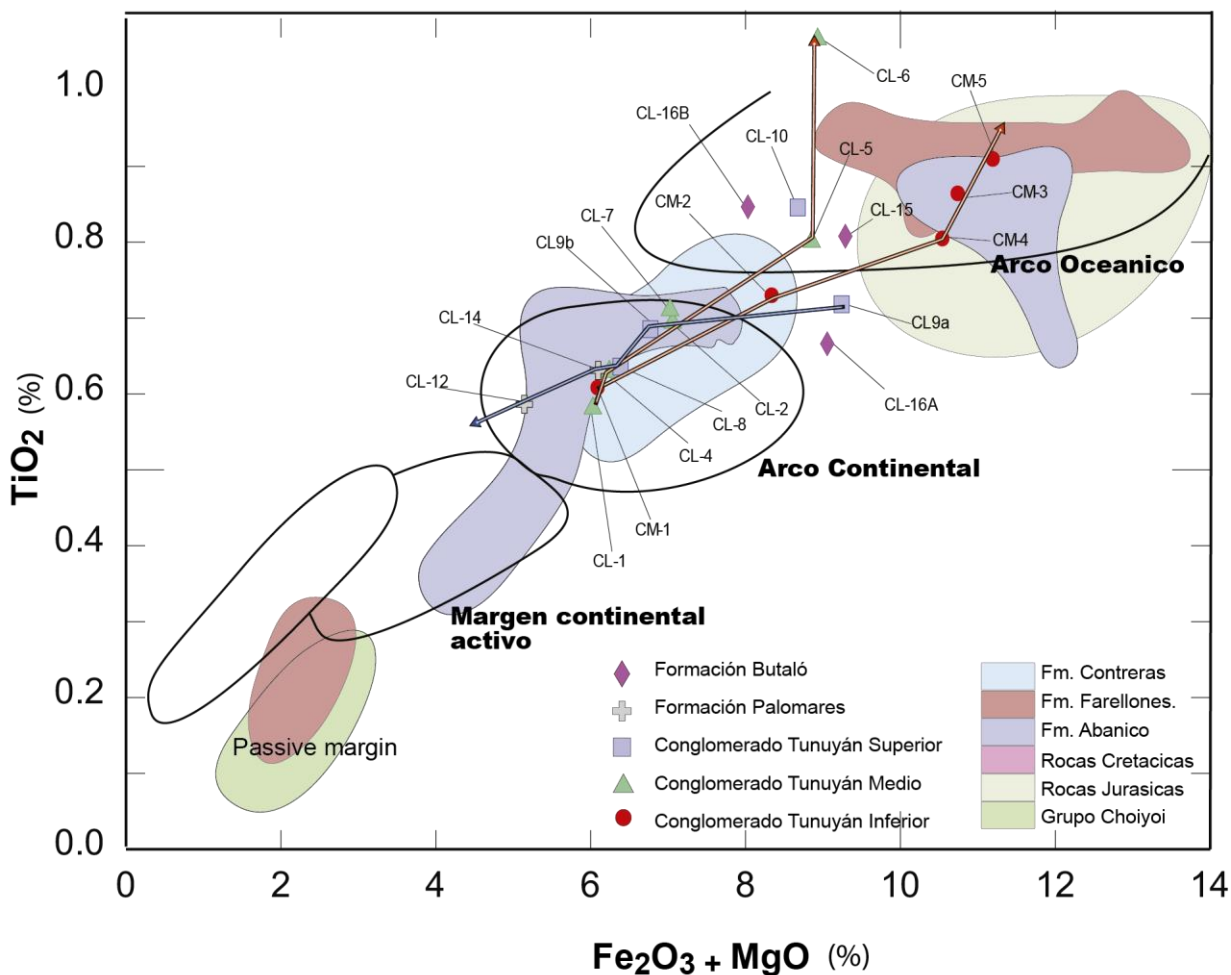 1.0
0.8
0.6
0.4
0.2
0.0
TiO2 (%)
CL-6
CM-5
CL-16B
CL-10
CL-5
CM-2
CL-7
CL-15
CM-3
CL9b
CM-4
Arco Oceanico
CL-14
CL9a
CL-12
CL-16A
CL-2
CL-8
CL-4
Arco Continental
CM-1
CL-1
Margen continental
activo
Passive margin
Formación Butaló
Formación Palomares
Conglomerado Tunuyán Superior
Conglomerado Tunuyán Medio
Conglomerado Tunuyán Inferior
Fm. Contreras
Fm. Farellones.
Fm. Abanico
Rocas Cretacicas
Rocas Jurasicas
Grupo Choiyoi
0 2 4 6 8 10 12 14
Fe2O3 + MgO (%)